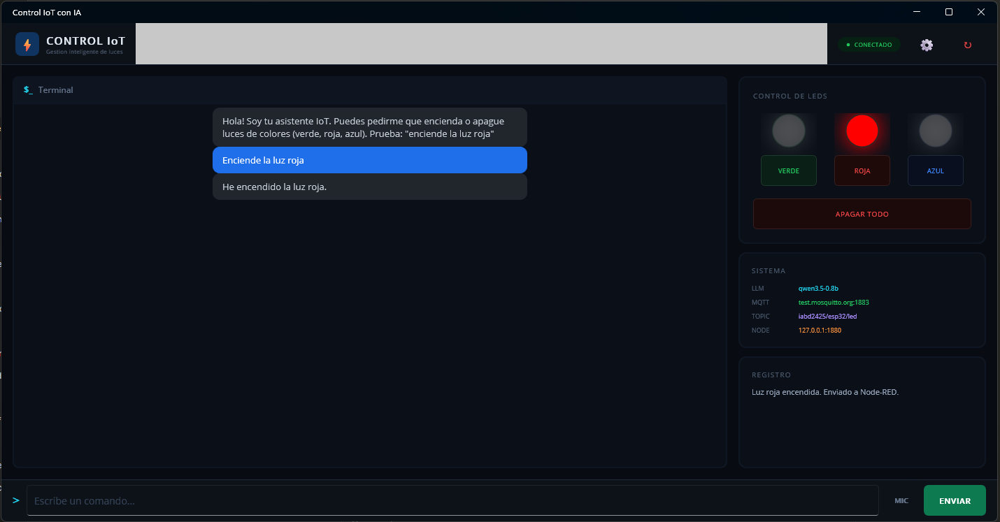 Control IoT con IA
CONTROL IoT
Gestion inteligente de luces
CONECTADO
$_ Terminal
Hola! Soy tu asistente IoT. Puedes pedirme que encienda o apague
luces de colores (verde, roja, azul). Prueba: "enciende la luz roja"
Enciende la luz roja
He encendido la luz roja.
CONTROL DE LEDS
VERDE
ROJA
AZUL
APAGAR TODO
SISTEMA
LLM qwen3.5-0.8b
MQTT test.mosquitto.org:1883
TOPIC iabd2425/esp32/led
NODE 127.0.0.1:1880
REGISTRO
Luz roja encendida. Enviado a Node-RED.
> Escribe un comando...
MIC
ENVIAR